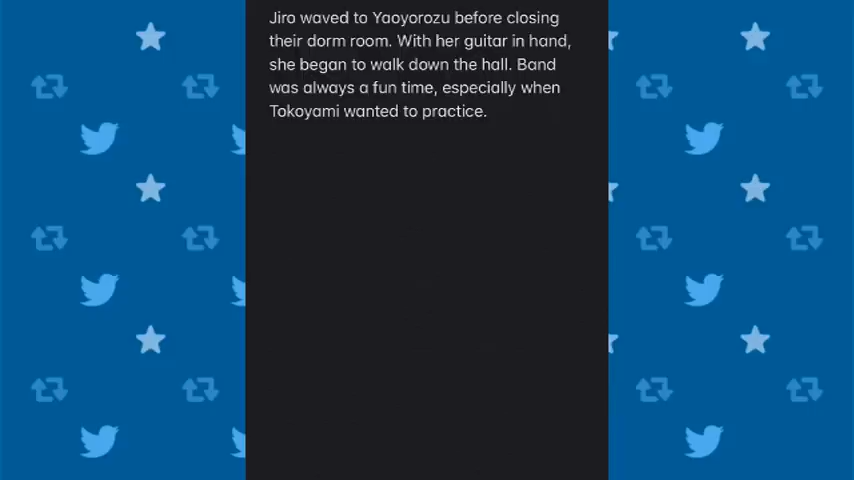 Jiro waved to Yaoyorozu before closing
their dorm room. With her guitar in hand,
she began to walk down the hall. Band
was always a fun time, especially when
Tokoyami wanted to practice.